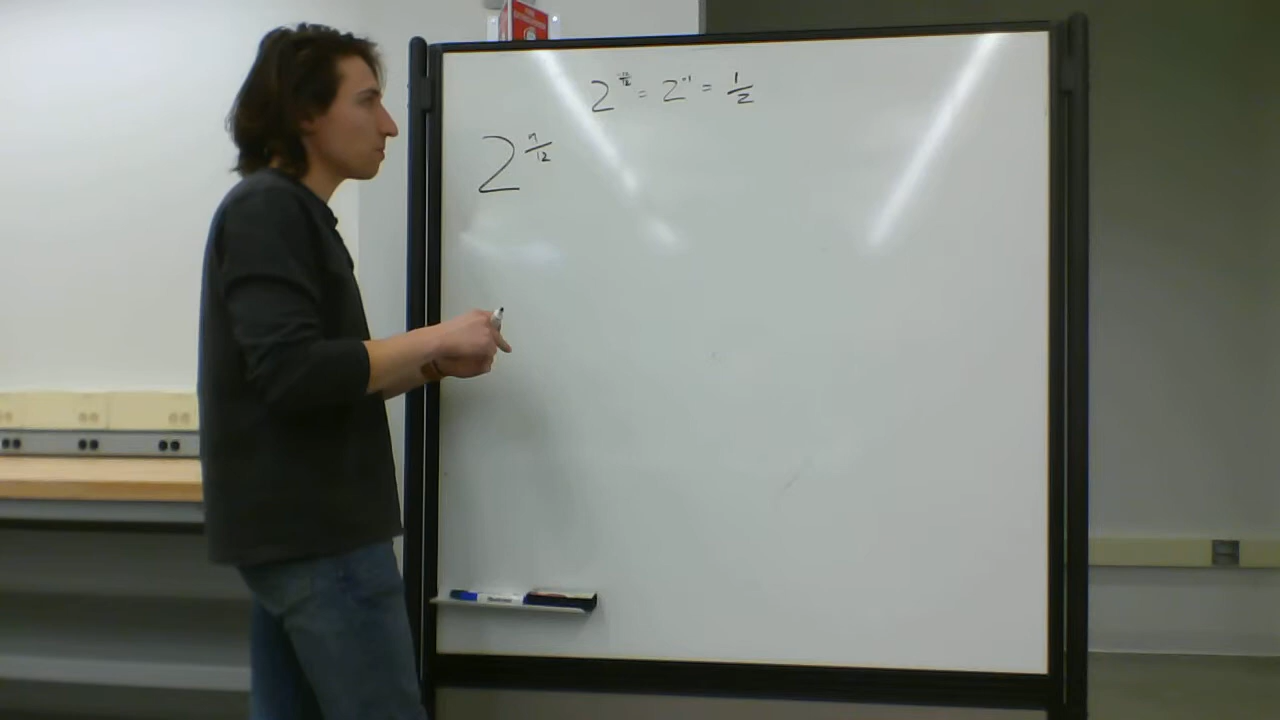 2^(-12/12) = 2^-1 = 1/2
2^(n/12)